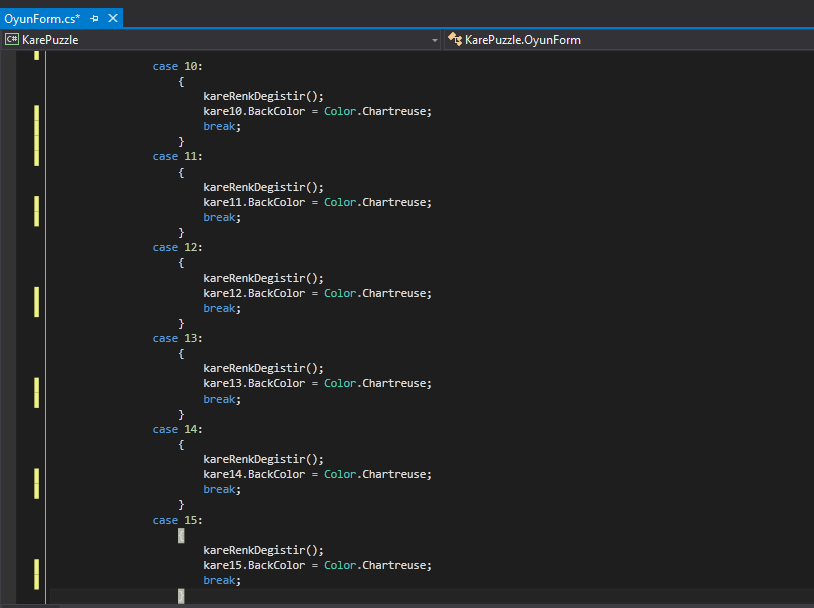 OyunForm.cs*
KarePuzzle KarePuzzle.OyunForm
case 10:
{
kareRenkDegistir();
kare10.BackColor = Color.Chartreuse;
break;
}
case 11:
{
kareRenkDegistir();
kare11.BackColor = Color.Chartreuse;
break;
}
case 12:
{
kareRenkDegistir();
kare12.BackColor = Color.Chartreuse;
break;
}
case 13:
{
kareRenkDegistir();
kare13.BackColor = Color.Chartreuse;
break;
}
case 14:
{
kareRenkDegistir();
kare14.BackColor = Color.Chartreuse;
break;
}
case 15:
{
kareRenkDegistir();
kare15.BackColor = Color.Chartreuse;
break;
}